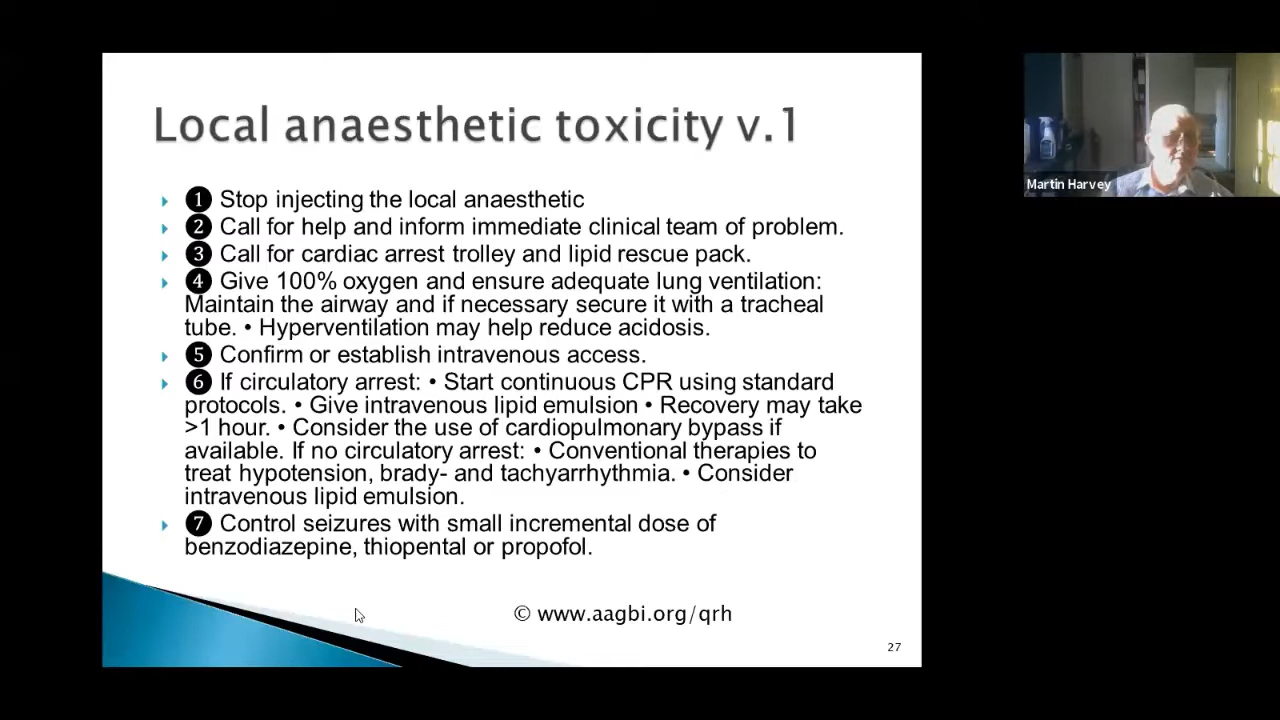 Local anaesthetic toxicity v.1
❶ Stop injecting the local anaesthetic
❷ Call for help and inform immediate clinical team of problem.
❸ Call for cardiac arrest trolley and lipid rescue pack.
❹ Give 100% oxygen and ensure adequate lung ventilation:
Maintain the airway and if necessary secure it with a tracheal
tube. • Hyperventilation may help reduce acidosis.
❺ Confirm or establish intravenous access.
❻ If circulatory arrest: • Start continuous CPR using standard
protocols. • Give intravenous lipid emulsion • Recovery may take
>1 hour. • Consider the use of cardiopulmonary bypass if
available. If no circulatory arrest: • Conventional therapies to
treat hypotension, brady- and tachyarrhythmia. • Consider
intravenous lipid emulsion.
❼ Control seizures with small incremental dose of
benzodiazepine, thiopental or propofol.
© www.aagbi.org/qrh
27
Martin Harvey